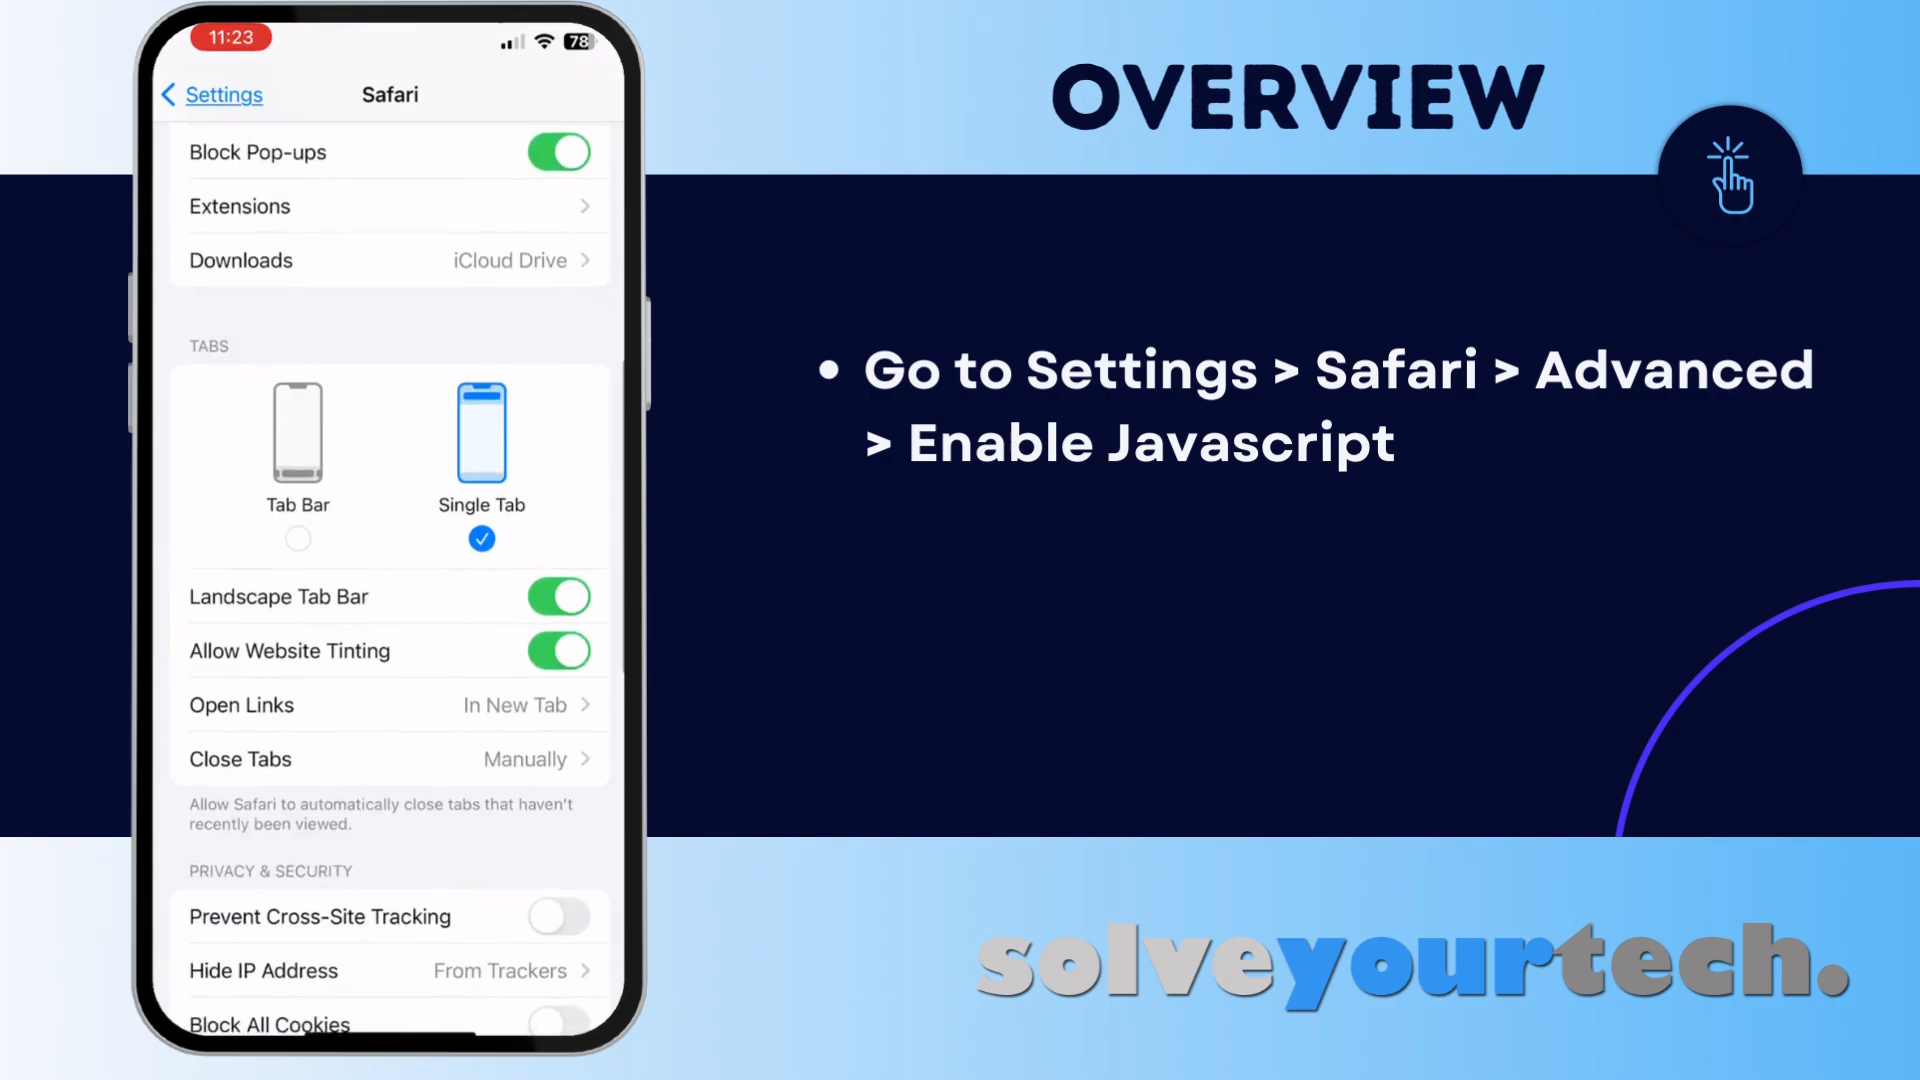 11:23
78
Settings
Safari
Block Pop-ups
Extensions
Downloads
iCloud Drive
TABS
Tab Bar
Single Tab
Landscape Tab Bar
Allow Website Tinting
Open Links
In New Tab
Close Tabs
Manually
Allow Safari to automatically close tabs that haven't
recently been viewed.
PRIVACY & SECURITY
Prevent Cross-Site Tracking
Hide IP Address
From Trackers
Block All Cookies
OVERVIEW
• Go to Settings > Safari > Advanced
> Enable Javascript
solveyourtech.